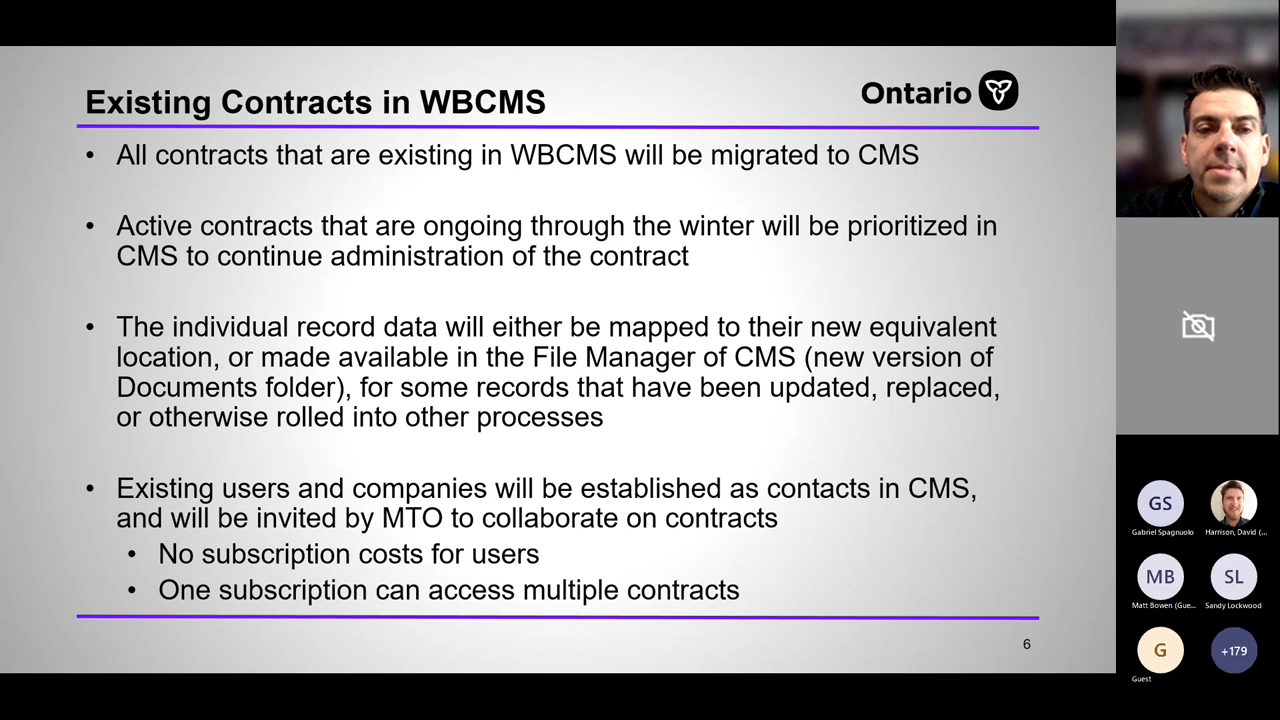 Existing Contracts in WBCMS
Ontario
• All contracts that are existing in WBCMS will be migrated to CMS
• Active contracts that are ongoing through the winter will be prioritized in
CMS to continue administration of the contract
• The individual record data will either be mapped to their new equivalent
location, or made available in the File Manager of CMS (new version of
Documents folder), for some records that have been updated, replaced,
or otherwise rolled into other processes
• Existing users and companies will be established as contacts in CMS,
and will be invited by MTO to collaborate on contracts
• No subscription costs for users
• One subscription can access multiple contracts
6
GS
Gabriel Spagnuolo
Harrison, David (...
MB
Matt Bowen (Gue...
SL
Sandy Lockwood
G
Guest
+179